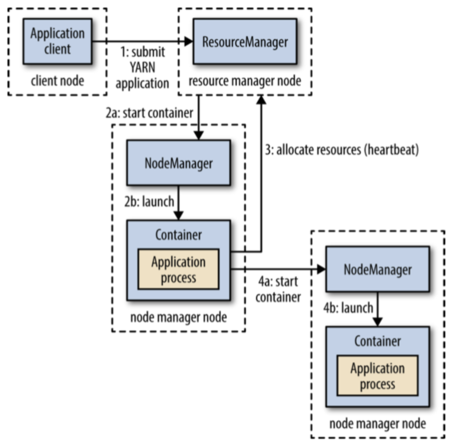 Application
client
client node
1: submit
YARN
application
ResourceManager
resource manager node
2a: start container
NodeManager
2b: launch
Container
Application
process
node manager node
3: allocate resources (heartbeat)
4a: start
container
NodeManager
4b: launch
Container
Application
process
node manager node